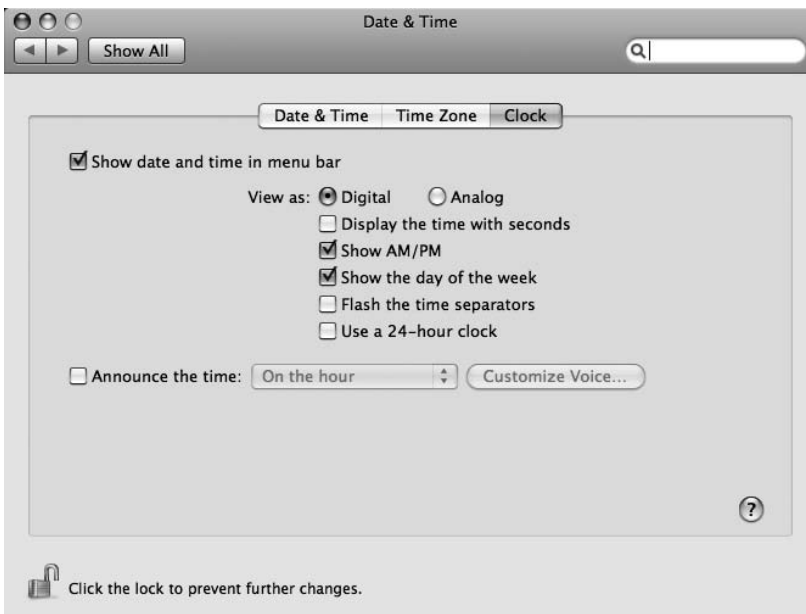 Date & Time
Show All
Date & Time Time Zone Clock
Show date and time in menu bar
View as: Digital Analog
Display the time with seconds
Show AM/PM
Show the day of the week
Flash the time separators
Use a 24-hour clock
Announce the time: On the hour Customize Voice...
?
Click the lock to prevent further changes.